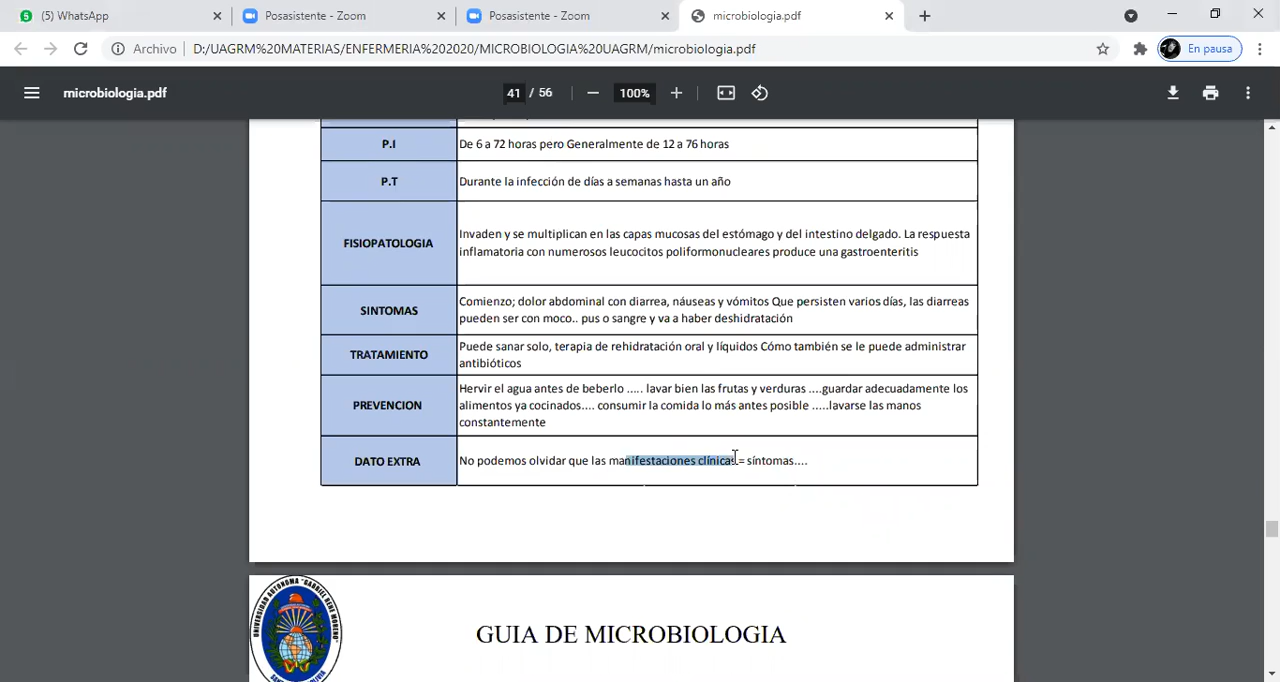 (5) WhatsApp
Posasistente - Zoom
Posasistente - Zoom
microbiologia.pdf
Archivo
D:/UAGRM%20MATERIAS/ENFERMERIA%202020/MICROBIOLOGIA%20UAGRM/microbiologia.pdf
En pausa
microbiologia.pdf
41 / 56
100%
P.I
De 6 a 72 horas pero Generalmente de 12 a 76 horas
P.T
Durante la infección de días a semanas hasta un año
FISIOPATOLOGIA
Invaden y se multiplican en las capas mucosas del estómago y del intestino delgado. La respuesta
inflamatoria con numerosos leucocitos poliformonucleares produce una gastroenteritis
SINTOMAS
Comienzo; dolor abdominal con diarrea, náuseas y vómitos Que persisten varios días, las diarreas
pueden ser con moco.. pus o sangre y va a haber deshidratación
TRATAMIENTO
Puede sanar solo, terapia de rehidratación oral y líquidos Cómo también se le puede administrar
antibióticos
PREVENCION
Hervir el agua antes de beberlo ..... lavar bien las frutas y verduras ....guardar adecuadamente los
alimentos ya cocinados.... consumir la comida lo más antes posible .....lavarse las manos
constantemente
DATO EXTRA
No podemos olvidar que las manifestaciones clínicas = síntomas....
UNIVERSIDAD AUTONOMA "GABRIEL RENE MORENO"
GUIA DE MICROBIOLOGIA